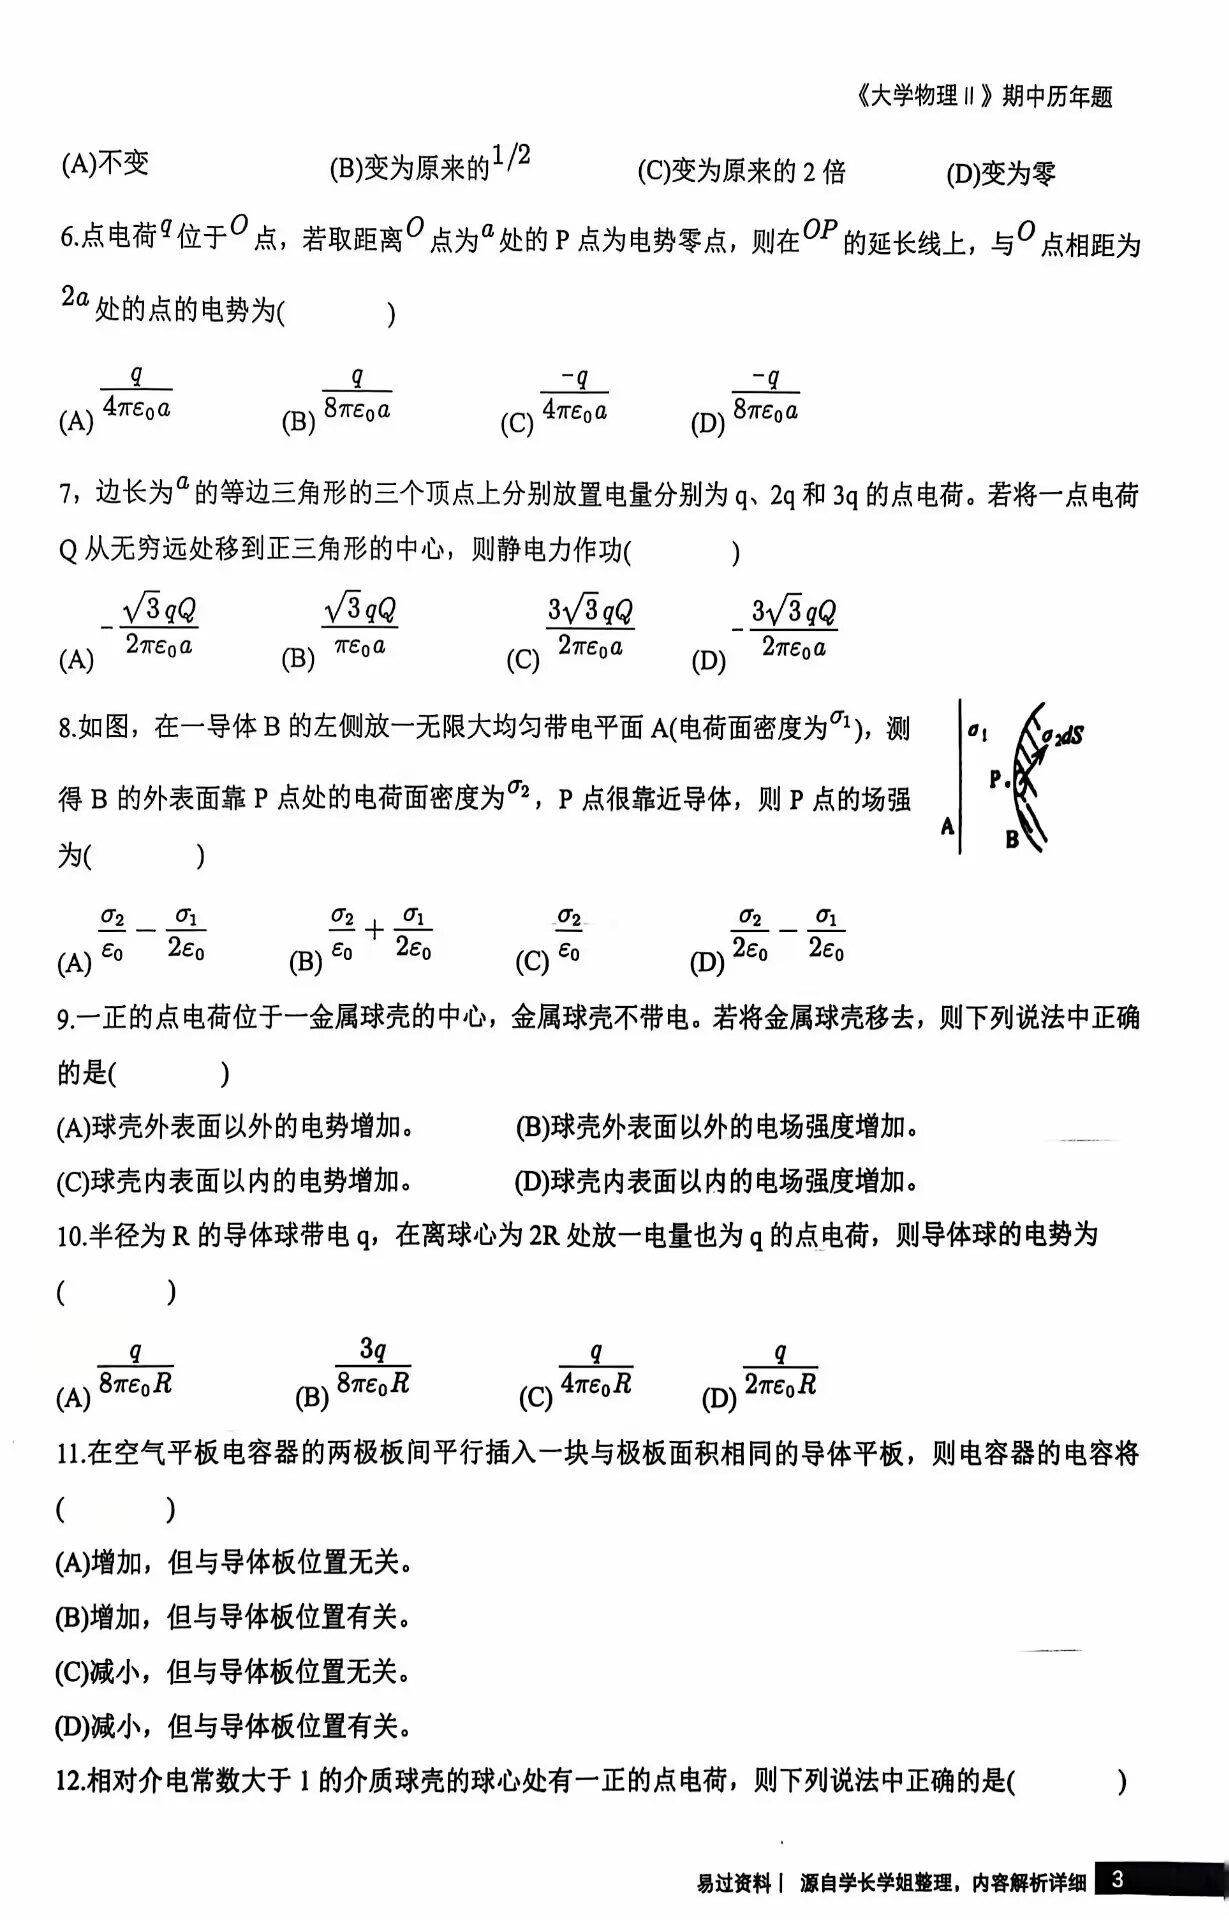 《大学物理 II》期中历年题
(A)不变 (B)变为原来的1/2 (C)变为原来的 2 倍 (D)变为零
6.点电荷q位于O点，若取距离O点为a处的 P 点为电势零点，则在OP的延长线上，与O点相距为
2a处的点的电势为( )
(A) \frac{q}{4πε₀a} (B) \frac{q}{8πε₀a} (C) \frac{-q}{4πε₀a} (D) \frac{-q}{8πε₀a}
7，边长为a的等边三角形的三个顶点上分别放置电量分别为 q、2q 和 3q 的点电荷。若将一点电荷
Q 从无穷远处移到正三角形的中心，则静电力作功( )
(A) -\frac{√3qQ}{2πε₀a} (B) \frac{√3qQ}{πε₀a} (C) \frac{3√3qQ}{2πε₀a} (D) -\frac{3√3qQ}{2πε₀a}
8.如图，在一导体 B 的左侧放一无限大均匀带电平面 A(电荷面密度为σ₁)，测
得 B 的外表面靠 P 点处的电荷面密度为σ₂，P 点很靠近导体，则 P 点的场强
为( )
σ₁
σ₂dS
P.
A
B
(A) \frac{σ₂}{ε₀} - \frac{σ₁}{2ε₀} (B) \frac{σ₂}{ε₀} + \frac{σ₁}{2ε₀} (C) \frac{σ₂}{ε₀} (D) \frac{σ₂}{2ε₀} - \frac{σ₁}{2ε₀}
9.一正的点电荷位于一金属球壳的中心，金属球壳不带电。若将金属球壳移去，则下列说法中正确
的是( )
(A)球壳外表面以外的电势增加。 (B)球壳外表面以外的电场强度增加。
(C)球壳内表面以内的电势增加。 (D)球壳内表面以内的电场强度增加。
10.半径为 R 的导体球带电 q，在离球心为 2R 处放一电量也为 q 的点电荷，则导体球的电势为
( )
(A) \frac{q}{8πε₀R} (B) \frac{3q}{8πε₀R} (C) \frac{q}{4πε₀R} (D) \frac{q}{2πε₀R}
11.在空气平板电容器的两极板间平行插入一块与极板面积相同的导体平板，则电容器的电容将
( )
(A)增加，但与导体板位置无关。
(B)增加，但与导体板位置有关。
(C)减小，但与导体板位置无关。
(D)减小，但与导体板位置有关。
12.相对介电常数大于 1 的介质球壳的球心处有一正的点电荷，则下列说法中正确的是( )
易过资料| 源自学长学姐整理，内容解析详细 3